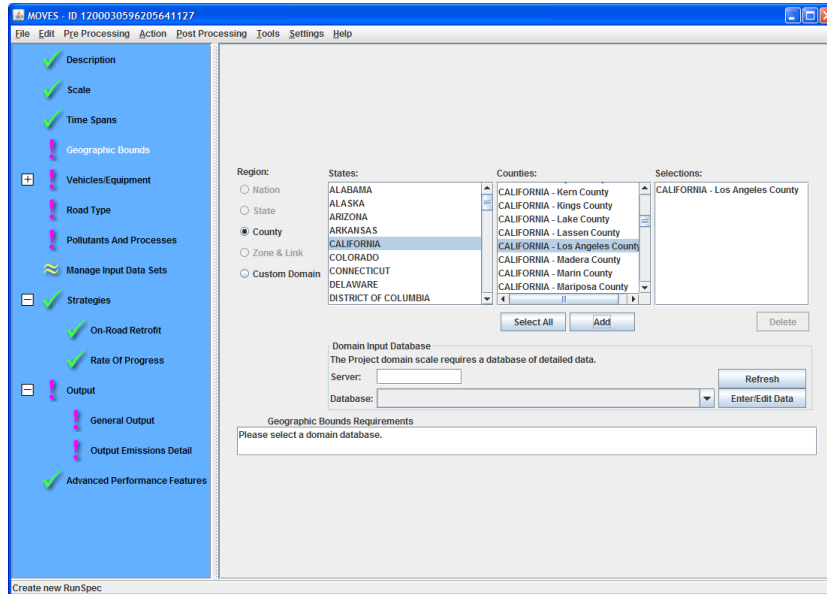 MOVES - ID 1200030596205641127
File Edit Pre Processing Action Post Processing Tools Settings Help
Description
Scale
Time Spans
Geographic Bounds
Vehicles/Equipment
Road Type
Pollutants And Processes
Manage Input Data Sets
Strategies
On-Road Retrofit
Rate Of Progress
Output
General Output
Output Emissions Detail
Advanced Performance Features
Region:
Nation
State
County
Zone & Link
Custom Domain
States:
ALABAMA
ALASKA
ARIZONA
ARKANSAS
CALIFORNIA
COLORADO
CONNECTICUT
DELAWARE
DISTRICT OF COLUMBIA
Counties:
CALIFORNIA - Kern County
CALIFORNIA - Kings County
CALIFORNIA - Lake County
CALIFORNIA - Lassen County
CALIFORNIA - Los Angeles County
CALIFORNIA - Madera County
CALIFORNIA - Marin County
CALIFORNIA - Mariposa County
Selections:
CALIFORNIA - Los Angeles County
Select All Add Delete
Domain Input Database
The Project domain scale requires a database of detailed data.
Server:
Refresh
Database:
Enter/Edit Data
Geographic Bounds Requirements
Please select a domain database.
Create new RunSpec